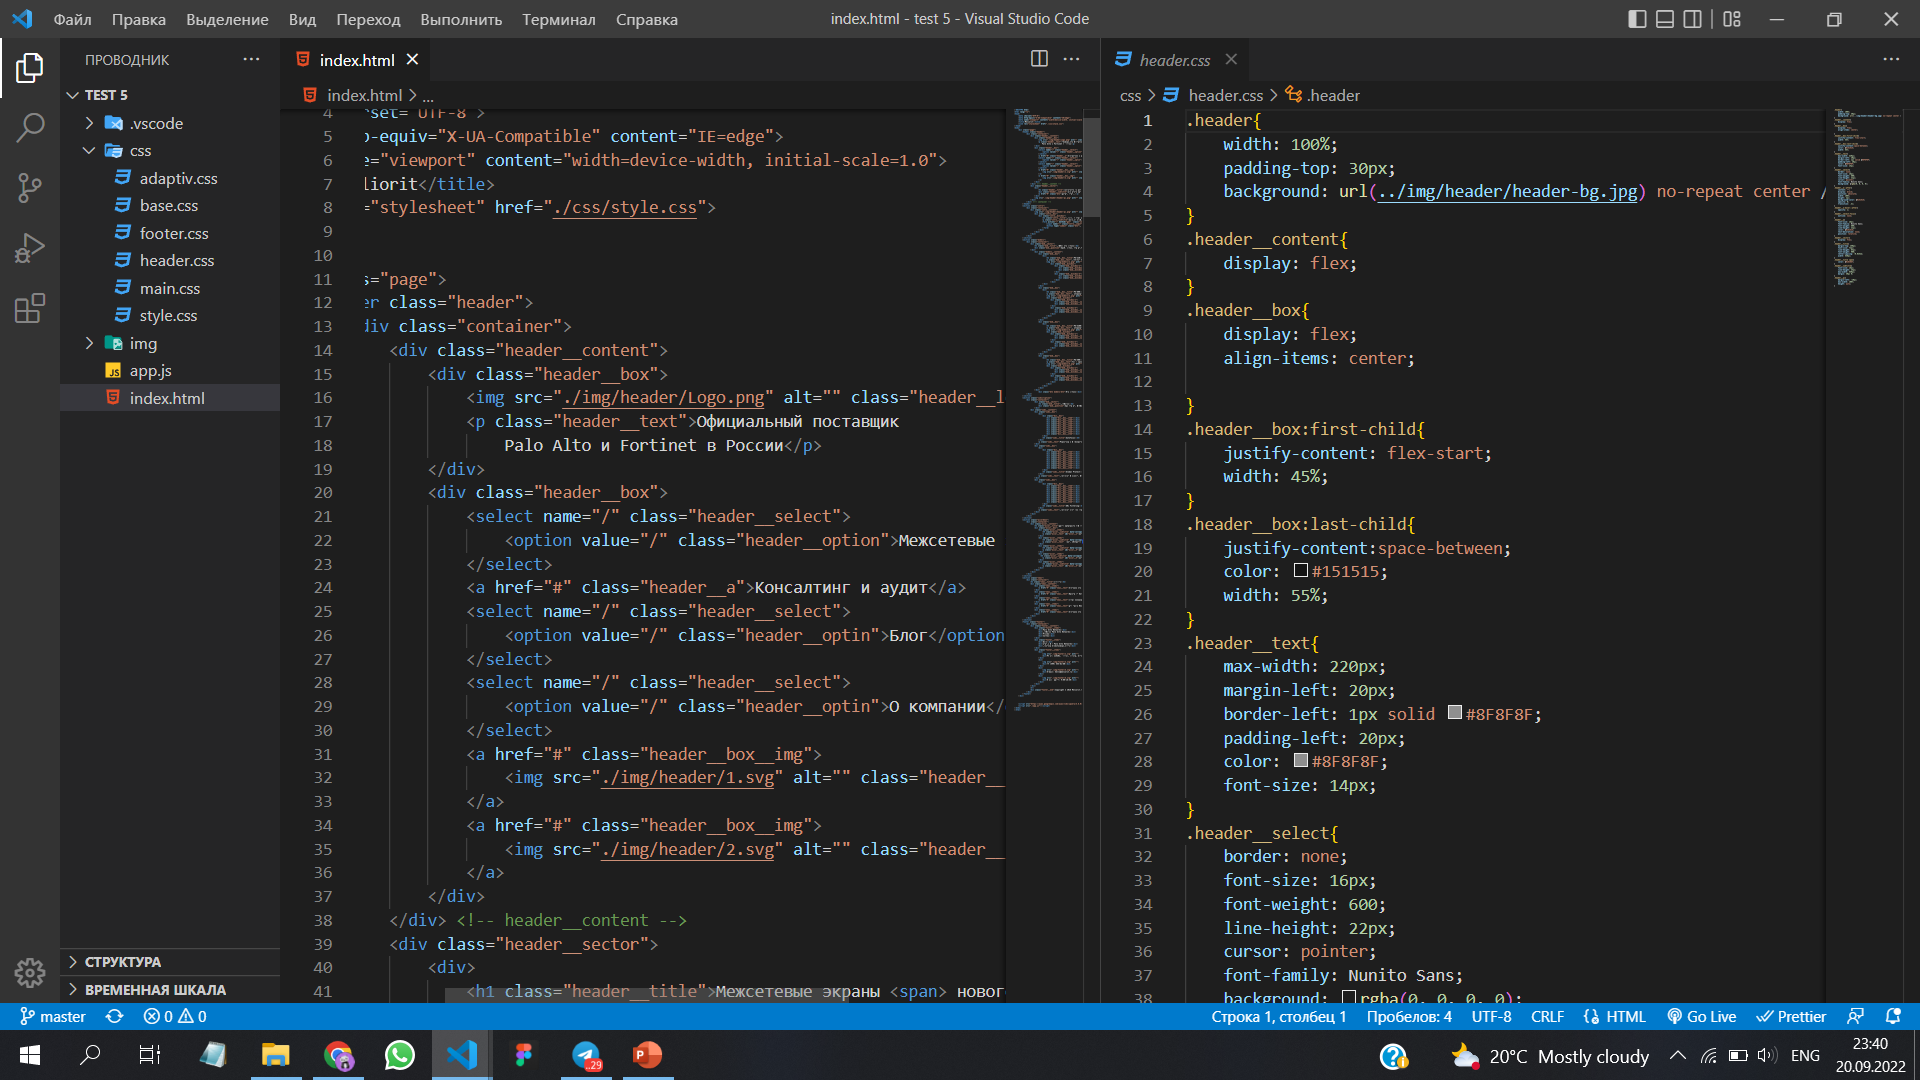 Файл Правка Выделение Вид Переход Выполнить Терминал Справка
index.html - test 5 - Visual Studio Code
ПРОВОДНИК
TEST 5
.vscode
css
adaptiv.css
base.css
footer.css
header.css
main.css
style.css
img
JS app.js
index.html
СТРУКТУРА
ВРЕМЕННАЯ ШКАЛА
index.html
index.html > ...
4 set="UTF-8">
5 -equiv="X-UA-Compatible" content="IE=edge">
6 ="viewport" content="width=device-width, initial-scale=1.0">
7 liorit</title>
8 ="stylesheet" href="./css/style.css">
9
10
11 s="page">
12 er class="header">
13 div class="container">
14 <div class="header__content">
15 <div class="header__box">
16 <img src="./img/header/Logo.png" alt="" class="header__l
17 <p class="header__text">Официальный поставщик
18 Palo Alto и Fortinet в России</p>
19 </div>
20 <div class="header__box">
21 <select name="/" class="header__select">
22 <option value="/" class="header__option">Межсетевые
23 </select>
24 <a href="#" class="header__a">Консалтинг и аудит</a>
25 <select name="/" class="header__select">
26 <option value="/" class="header__optin">Блог</option
27 </select>
28 <select name="/" class="header__select">
29 <option value="/" class="header__optin">О компании</
30 </select>
31 <a href="#" class="header__box__img">
32 <img src="./img/header/1.svg" alt="" class="header__
33 </a>
34 <a href="#" class="header__box__img">
35 <img src="./img/header/2.svg" alt="" class="header__
36 </a>
37 </div>
38 </div> <!-- header__content -->
39 <div class="header__sector">
40 <div>
41 <h1 class="header__title">Межсетевые экраны <span> новог
header.css
css > header.css > .header
1 .header{
2 width: 100%;
3 padding-top: 30px;
4 background: url(../img/header/header-bg.jpg) no-repeat center /
5 }
6 .header__content{
7 display: flex;
8 }
9 .header__box{
10 display: flex;
11 align-items: center;
12
13 }
14 .header__box:first-child{
15 justify-content: flex-start;
16 width: 45%;
17 }
18 .header__box:last-child{
19 justify-content:space-between;
20 color: #151515;
21 width: 55%;
22 }
23 .header__text{
24 max-width: 220px;
25 margin-left: 20px;
26 border-left: 1px solid #8F8F8F;
27 padding-left: 20px;
28 color: #8F8F8F;
29 font-size: 14px;
30 }
31 .header__select{
32 border: none;
33 font-size: 16px;
34 font-weight: 600;
35 line-height: 22px;
36 cursor: pointer;
37 font-family: Nunito Sans;
38 background: rgba(0, 0, 0, 0);
master 0 0 Строка 1, столбец 1 Пробелов: 4 UTF-8 CRLF HTML Go Live Prettier
..29
P
20°C Mostly cloudy
ENG
23:40
20.09.2022